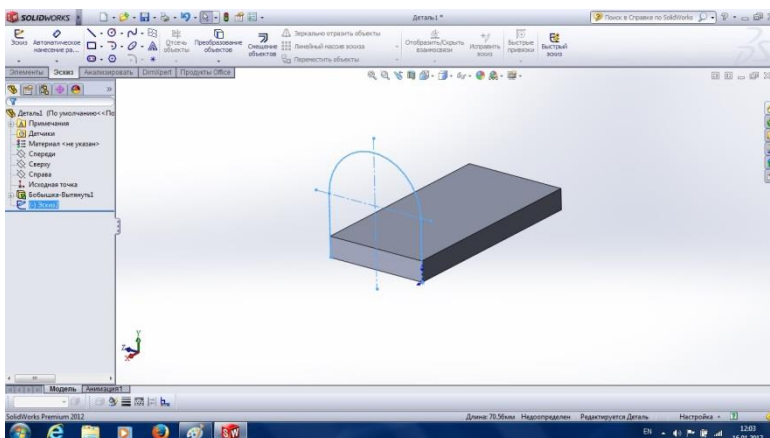 SOLIDWORKS
Деталь1 *
Поиск в Справке по SolidWorks
Эскиз
Автоматическое нанесение ра...
Отсечь объекты
Преобразование объектов
Смещение объектов
Зеркально отразить объекты
Линейный массив эскиза
Переместить объекты
Отобразить/Скрыть взаимосвязи
Исправить эскиз
Быстрые привязки
Быстрый эскиз
Элементы Эскиз Анализировать DimXpert Продукты Office
Деталь1 (По умолчанию<<По
Примечания
Датчики
Материал <не указан>
Спереди
Сверху
Справа
Исходная точка
Бобышка-Вытянуть1
Y
Z
X
Модель Анимация1
SolidWorks Premium 2012
Длина: 70.56мм Недоопределен Редактируется Деталь Настройка
EN
12:03
16.01.2017